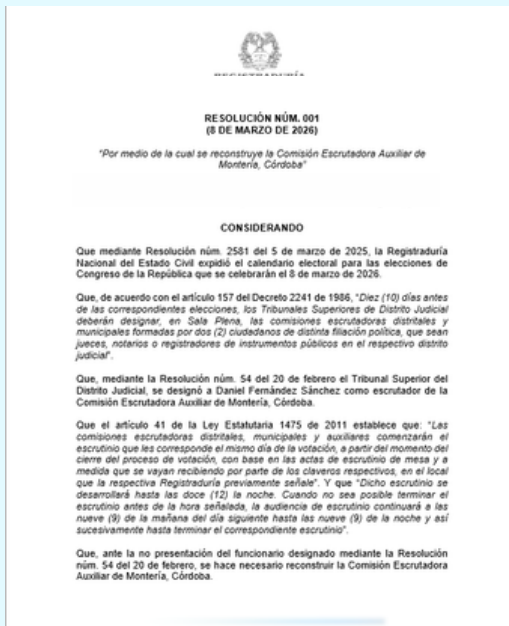 REGISTRADURÍA
RESOLUCIÓN NÚM. 001
(8 DE MARZO DE 2026)
"Por medio de la cual se reconstruye la Comisión Escrutadora Auxiliar de
Montería, Córdoba"
CONSIDERANDO
Que mediante Resolución núm. 2581 del 5 de marzo de 2025, la Registraduría
Nacional del Estado Civil expidió el calendario electoral para las elecciones de
Congreso de la República que se celebrarán el 8 de marzo de 2026.
Que, de acuerdo con el artículo 157 del Decreto 2241 de 1986, "Diez (10) días antes
de las correspondientes elecciones, los Tribunales Superiores de Distrito Judicial
deberán designar, en Sala Plena, las comisiones escrutadoras distritales y
municipales formadas por dos (2) ciudadanos de distinta filiación política, que sean
jueces, notarios o registradores de instrumentos públicos en el respectivo distrito
judicial".
Que, mediante la Resolución núm. 54 del 20 de febrero el Tribunal Superior del
Distrito Judicial, se designó a Daniel Fernández Sánchez como escrutador de la
Comisión Escrutadora Auxiliar de Montería, Córdoba.
Que el artículo 41 de la Ley Estatutaria 1475 de 2011 establece que: "Las
comisiones escrutadoras distritales, municipales y auxiliares comenzarán el
escrutinio que les corresponde el mismo día de la votación, a partir del momento del
cierre del proceso de votación, con base en las actas de escrutinio de mesa y a
medida que se vayan recibiendo por parte de los claveros respectivos, en el local
que la respectiva Registraduría previamente señale". Y que "Dicho escrutinio se
desarrollará hasta las doce (12) la noche. Cuando no sea posible terminar el
escrutinio antes de la hora señalada, la audiencia de escrutinio continuará a las
nueve (9) de la mañana del día siguiente hasta las nueve (9) de la noche y así
sucesivamente hasta terminar el correspondiente escrutinio".
Que, ante la no presentación del funcionario designado mediante la Resolución
núm. 54 del 20 de febrero, se hace necesario reconstruir la Comisión Escrutadora
Auxiliar de Montería, Córdoba.